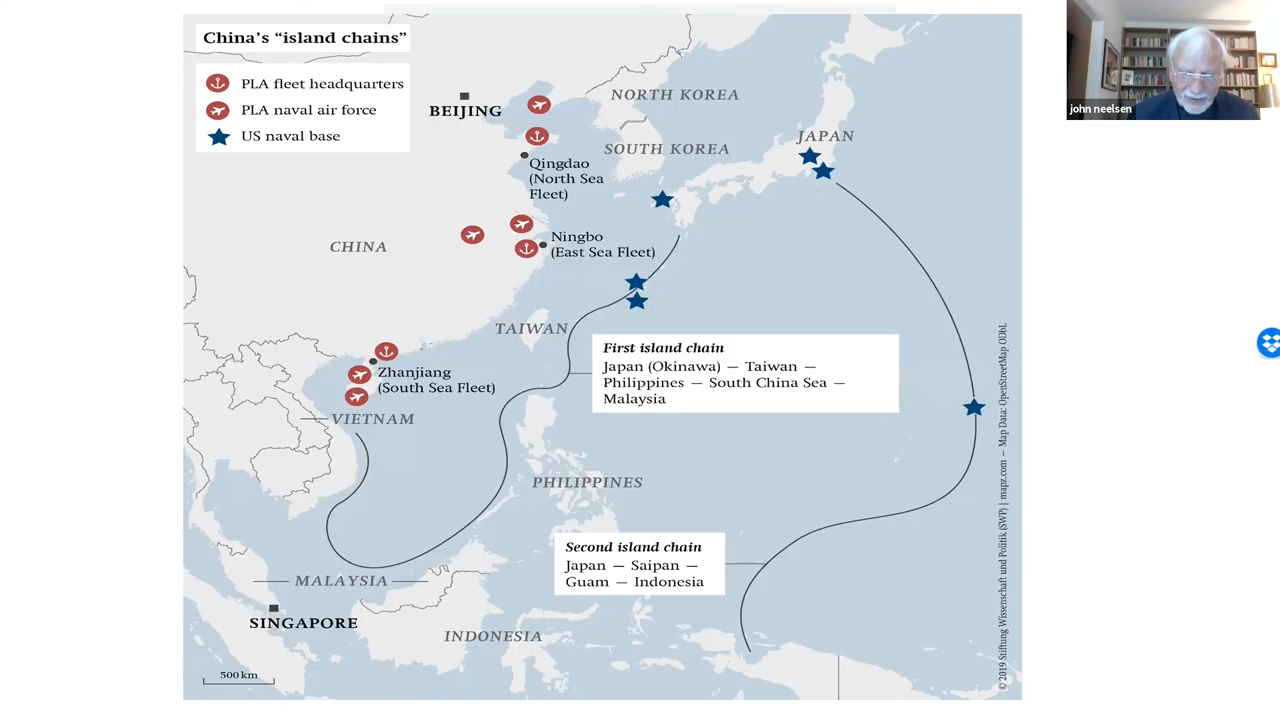 China's “island chains”
PLA fleet headquarters
PLA naval air force
US naval base
BEIJING
NORTH KOREA
SOUTH KOREA
JAPAN
Qingdao
(North Sea
Fleet)
CHINA
Ningbo
(East Sea Fleet)
TAIWAN
First island chain
Japan (Okinawa) — Taiwan —
Philippines — South China Sea —
Malaysia
Zhanjiang
(South Sea Fleet)
VIETNAM
PHILIPPINES
Second island chain
Japan — Saipan —
Guam — Indonesia
MALAYSIA
SINGAPORE
INDONESIA
500 km
© 2019 Stiftung Wissenschaft und Politik (SWP) | mapz.com — Map Data: OpenStreetMap ODbL
john neelsen